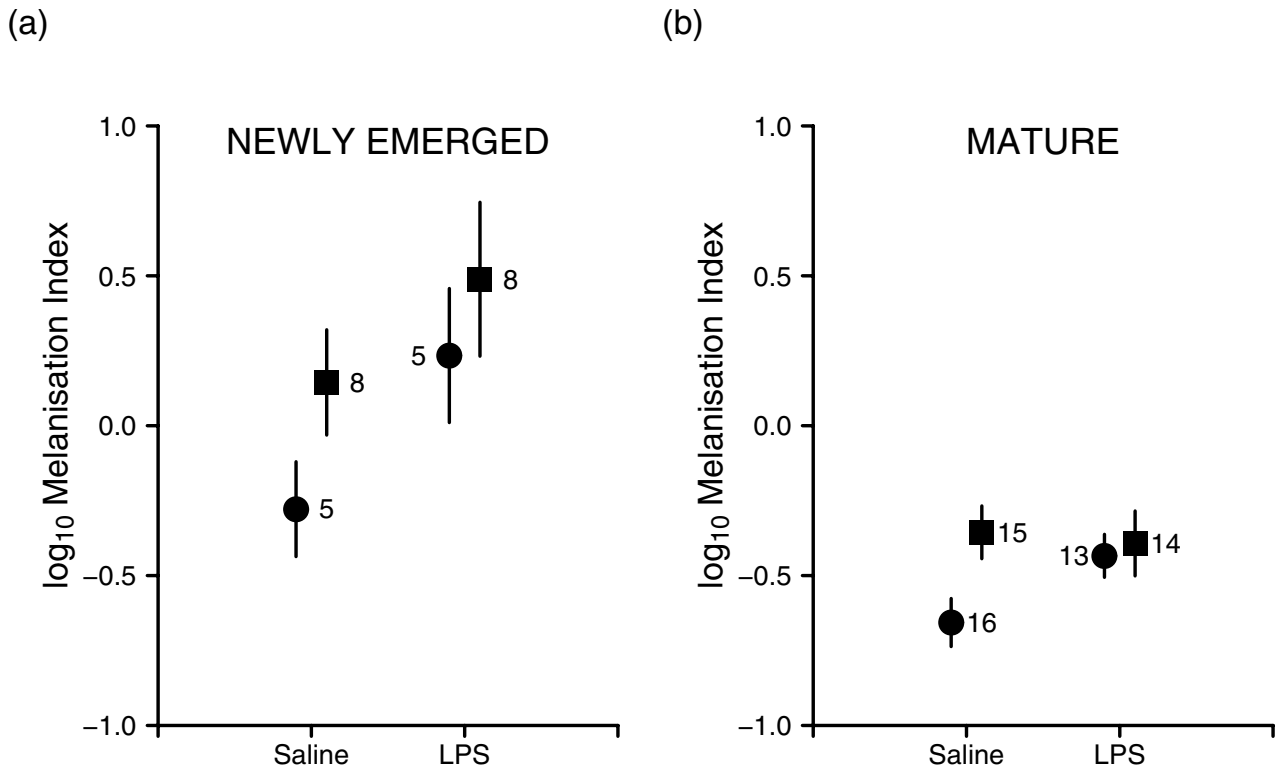 (a)
NEWLY EMERGED
log10 Melanisation Index
1.0
0.5
0.0
−0.5
−1.0
5
8
5
8
Saline
LPS
(b)
MATURE
log10 Melanisation Index
1.0
0.5
0.0
−0.5
−1.0
16
15
13
14
Saline
LPS